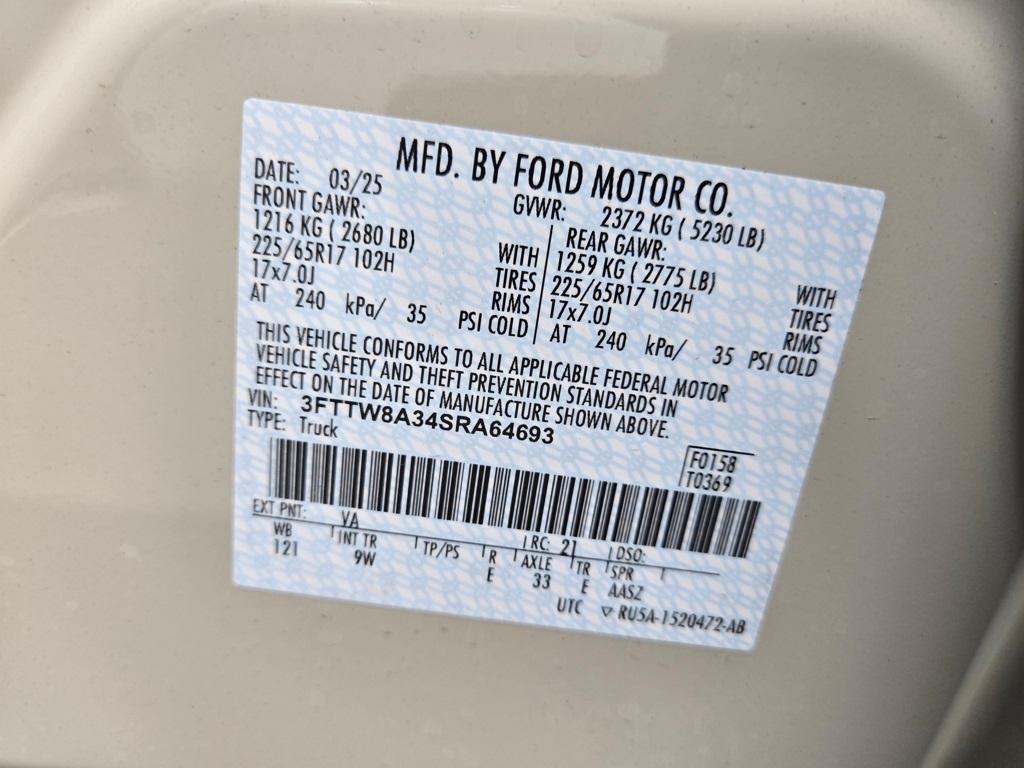 MFD. BY FORD MOTOR CO.
DATE: 03/25
GVWR: 2372 KG ( 5230 LB)
FRONT GAWR:
1216 KG ( 2680 LB) WITH
225/65R17 102H TIRES
17x7.0J RIMS
AT 240 kPa/ 35 PSI COLD
REAR GAWR:
1259 KG ( 2775 LB) WITH
225/65R17 102H TIRES
17x7.0J RIMS
AT 240 kPa/ 35 PSI COLD
THIS VEHICLE CONFORMS TO ALL APPLICABLE FEDERAL MOTOR
VEHICLE SAFETY AND THEFT PREVENTION STANDARDS IN
EFFECT ON THE DATE OF MANUFACTURE SHOWN ABOVE.
VIN: 3FTTW8A34SRA64693
TYPE: Truck
F0158
T0369
EXT PNT: VA RC: 21 DSO:
WB INT TR TP/PS R AXLE TR SPR
121 9W E 33 E AASZ
UTC ▽ RU5A-1520472-AB